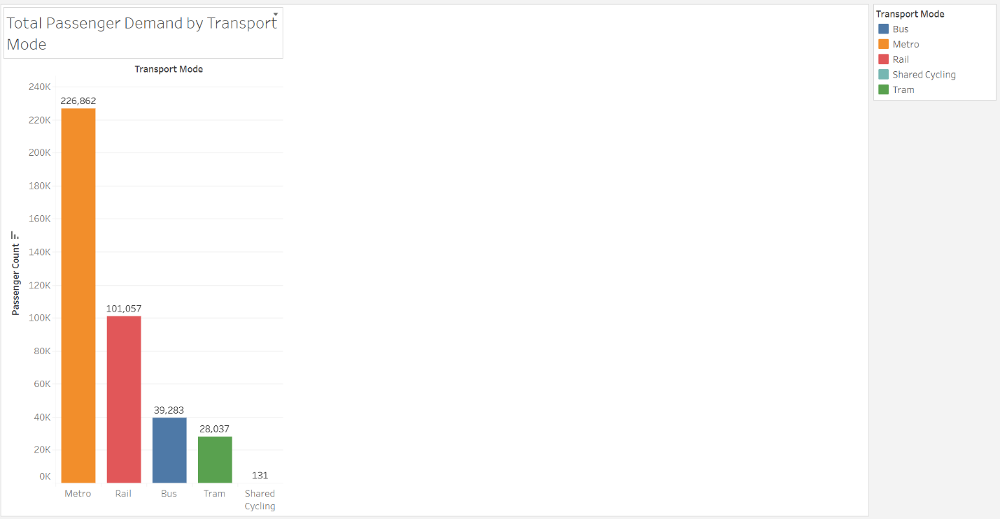 Total Passenger Demand by Transport
Mode
Transport Mode
240K
220K
200K
180K
160K
140K
120K
100K
80K
60K
40K
20K
0K
Passenger Count
226,862
101,057
39,283
28,037
131
Metro
Rail
Bus
Tram
Shared
Cycling
Transport Mode
Bus
Metro
Rail
Shared Cycling
Tram